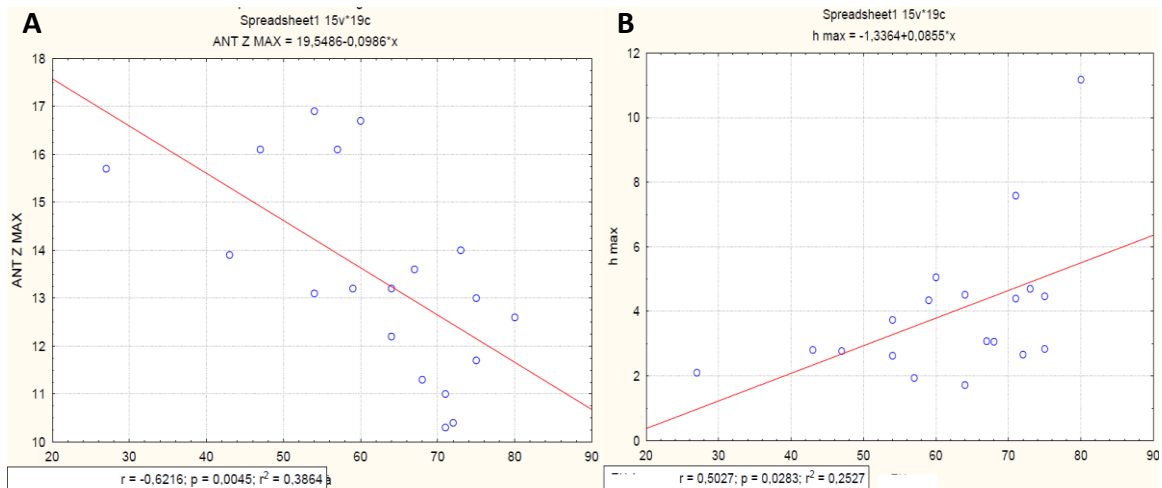 A
Spreadsheet1 15v*19c
ANT Z MAX = 19,5486-0,0986*x
18
17
16
15
14
13
12
11
10
ANT Z MAX
20 30 40 50 60 70 80 90
r = -0,6216; p = 0,0045; r² = 0,3864
B
Spreadsheet1 15v*19c
h max = -1,3364+0,0855*x
12
10
8
6
4
2
0
h max
20 30 40 50 60 70 80 90
r = 0,5027; p = 0,0283; r² = 0,2527